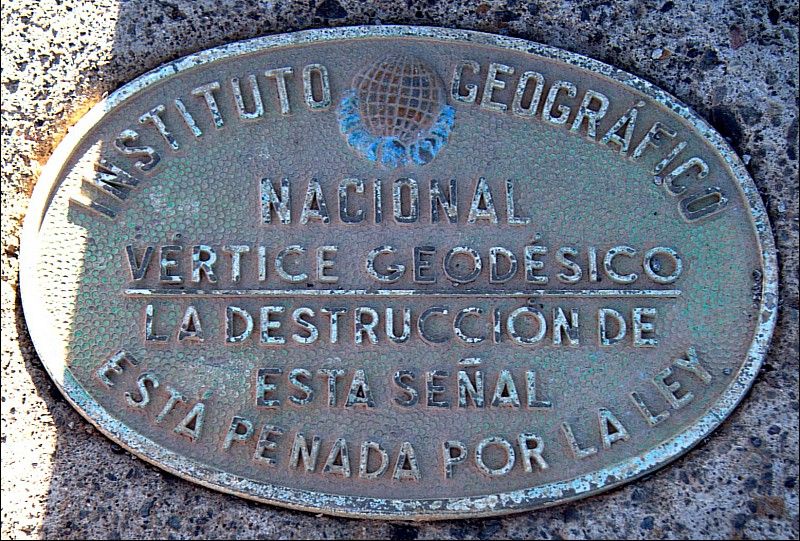 INSTITUTO GEOGRÁFICO
NACIONAL
VÉRTICE GEODÉSICO
LA DESTRUCCIÓN DE
ESTA SEÑAL
ESTÁ PENADA POR LA LEY